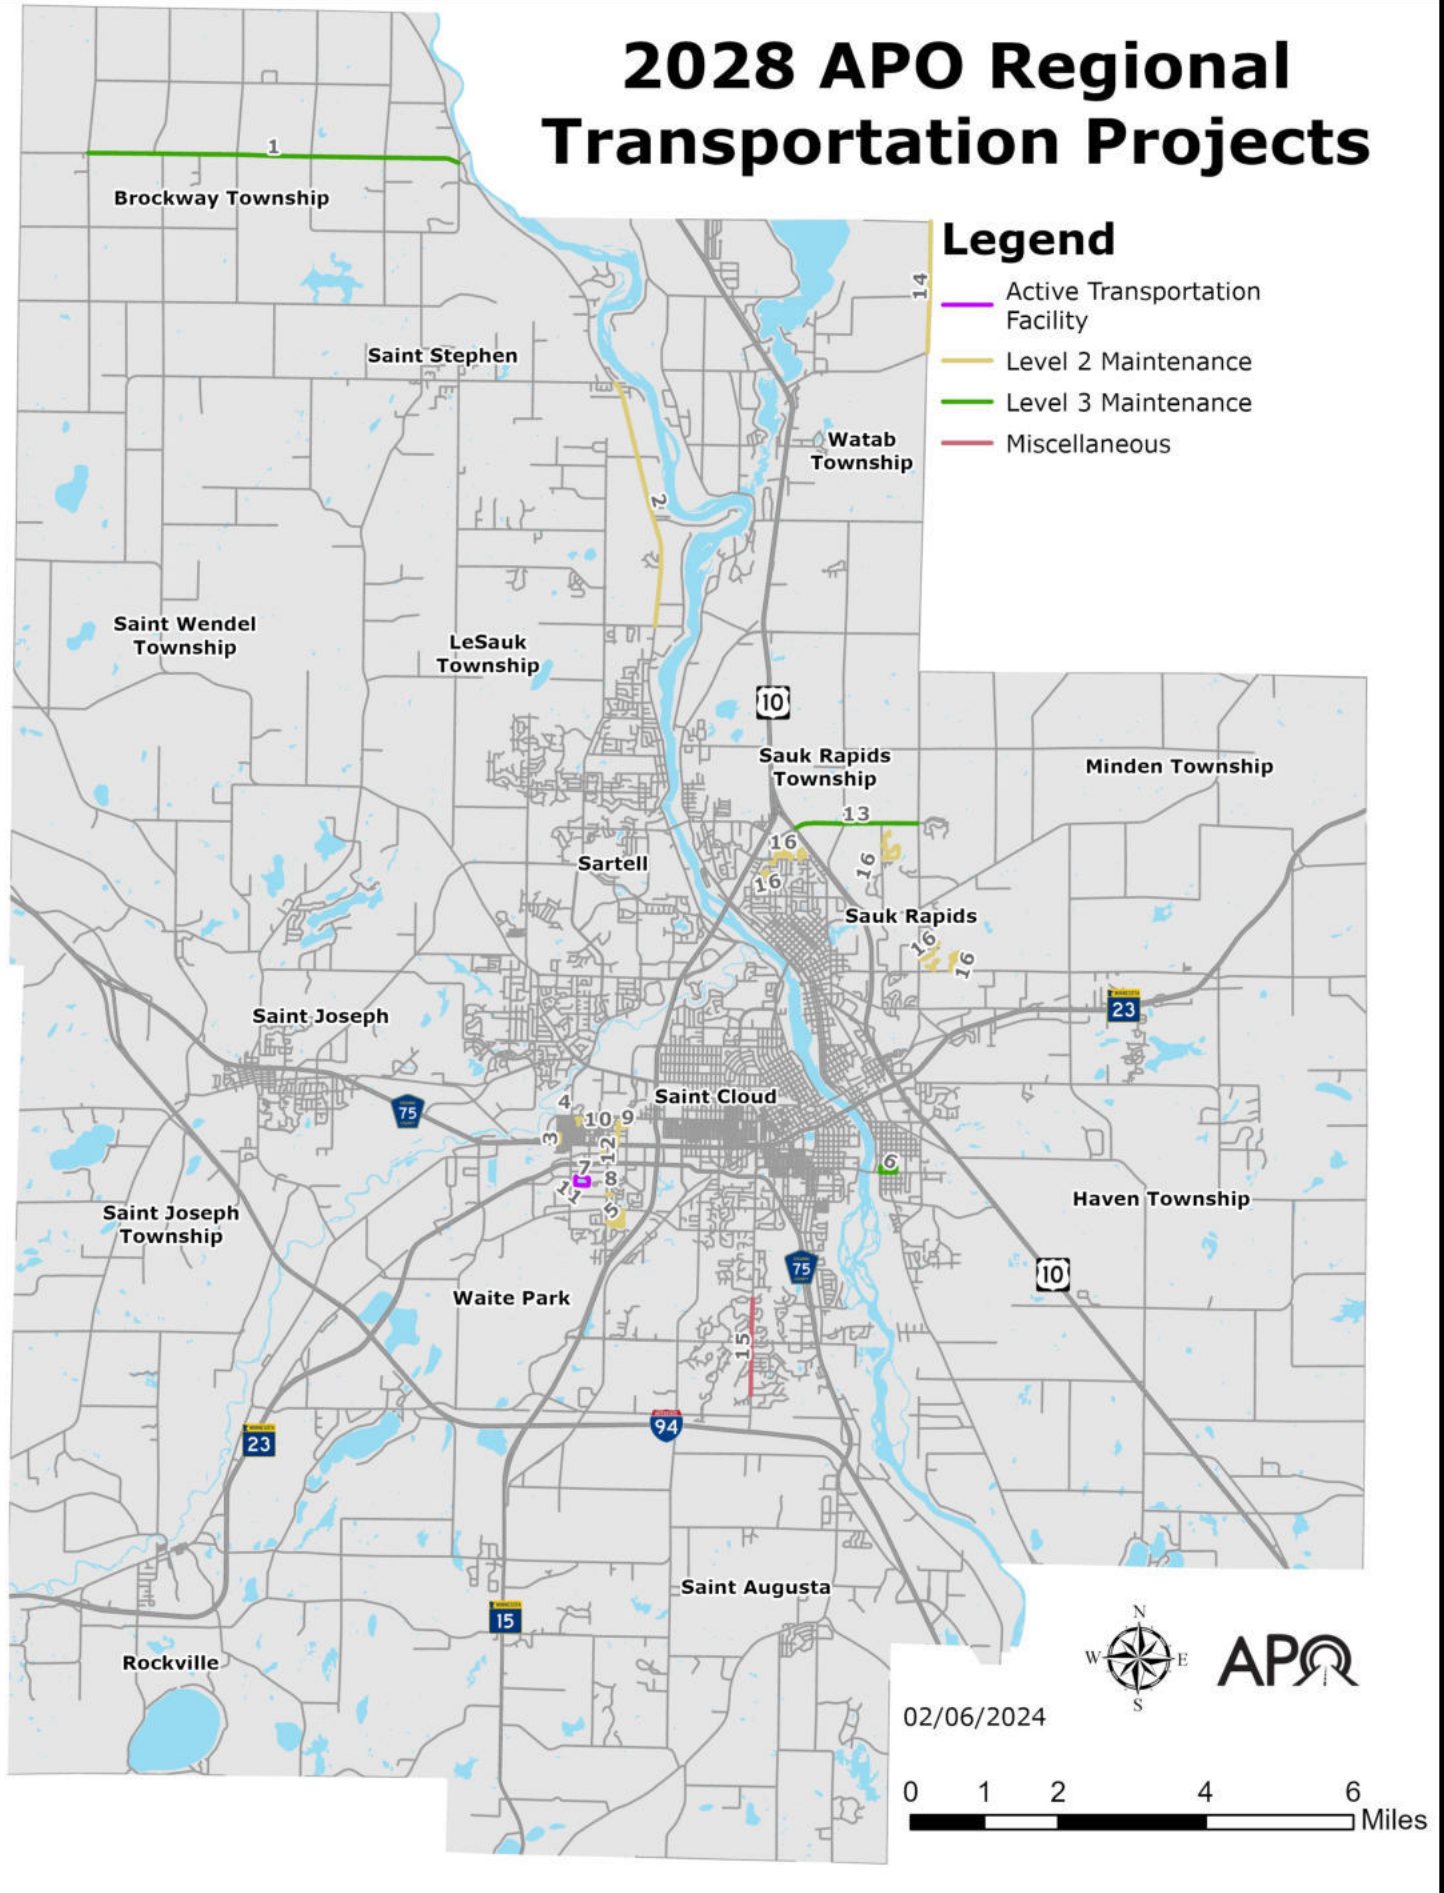 2028 APO Regional
Transportation Projects
Legend
Active Transportation
Facility
Level 2 Maintenance
Level 3 Maintenance
Miscellaneous
1
Brockway Township
14
Saint Stephen
Watab
Township
2
Saint Wendel
Township
LeSauk
Township
10
Sauk Rapids
Township
Minden Township
13
16
16
16
Sartell
Sauk Rapids
16
16
MINNESOTA
23
Saint Joseph
75
Saint Cloud
4
10
9
3
12
7
8
11
5
6
Haven Township
Saint Joseph
Township
75
10
Waite Park
15
94
MINNESOTA
23
Saint Augusta
MINNESOTA
15
Rockville
N
W
E
S
APO
02/06/2024
0 1 2 4 6
Miles